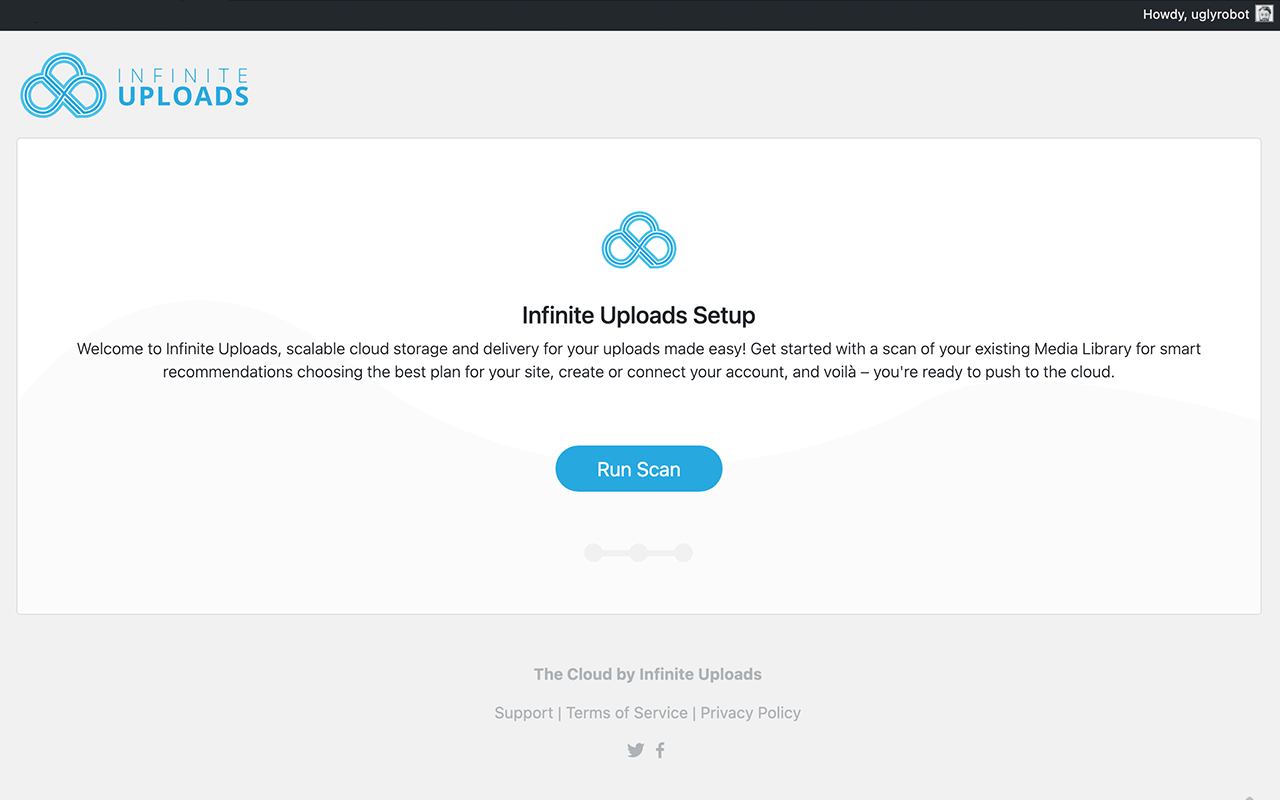 Howdy, uglyrobot
INFINITE
UPLOADS
Infinite Uploads Setup
Welcome to Infinite Uploads, scalable cloud storage and delivery for your uploads made easy! Get started with a scan of your existing Media Library for smart
recommendations choosing the best plan for your site, create or connect your account, and voilà – you're ready to push to the cloud.
Run Scan
The Cloud by Infinite Uploads
Support | Terms of Service | Privacy Policy